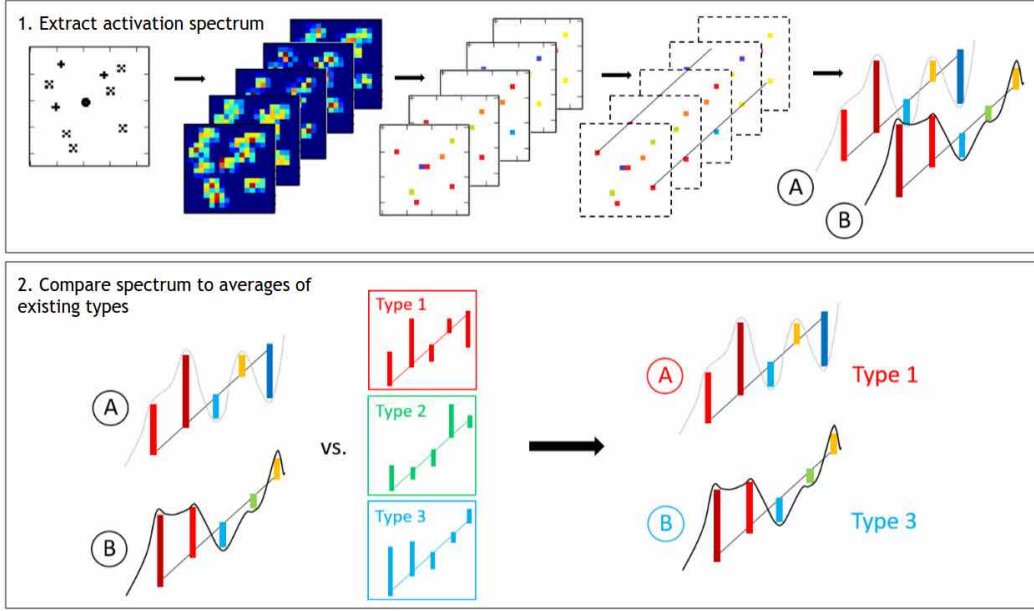 1. Extract activation spectrum
A
B
2. Compare spectrum to averages of
existing types
A
B
vs.
Type 1
Type 2
Type 3
A
Type 1
B
Type 3